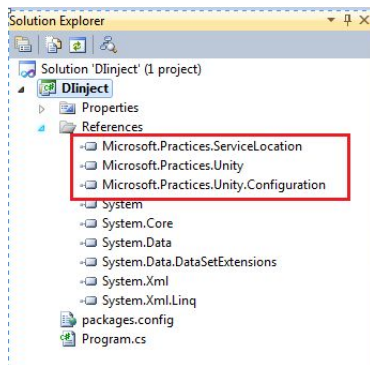 Solution Explorer
Solution 'DIinject' (1 project)
DIinject
Properties
References
Microsoft.Practices.ServiceLocation
Microsoft.Practices.Unity
Microsoft.Practices.Unity.Configuration
System
System.Core
System.Data
System.Data.DataSetExtensions
System.Xml
System.Xml.Linq
packages.config
Program.cs